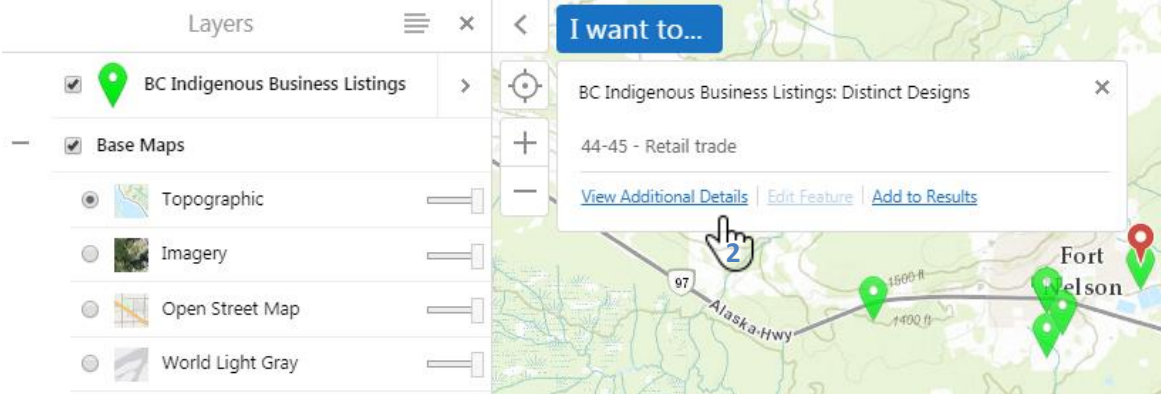 Layers
BC Indigenous Business Listings
Base Maps
Topographic
Imagery
Open Street Map
World Light Gray
I want to...
BC Indigenous Business Listings: Distinct Designs
44-45 - Retail trade
View Additional Details | Edit Feature | Add to Results
2
Fort
Nelson
97
Alaska-Hwy
1500 ft
1400 ft